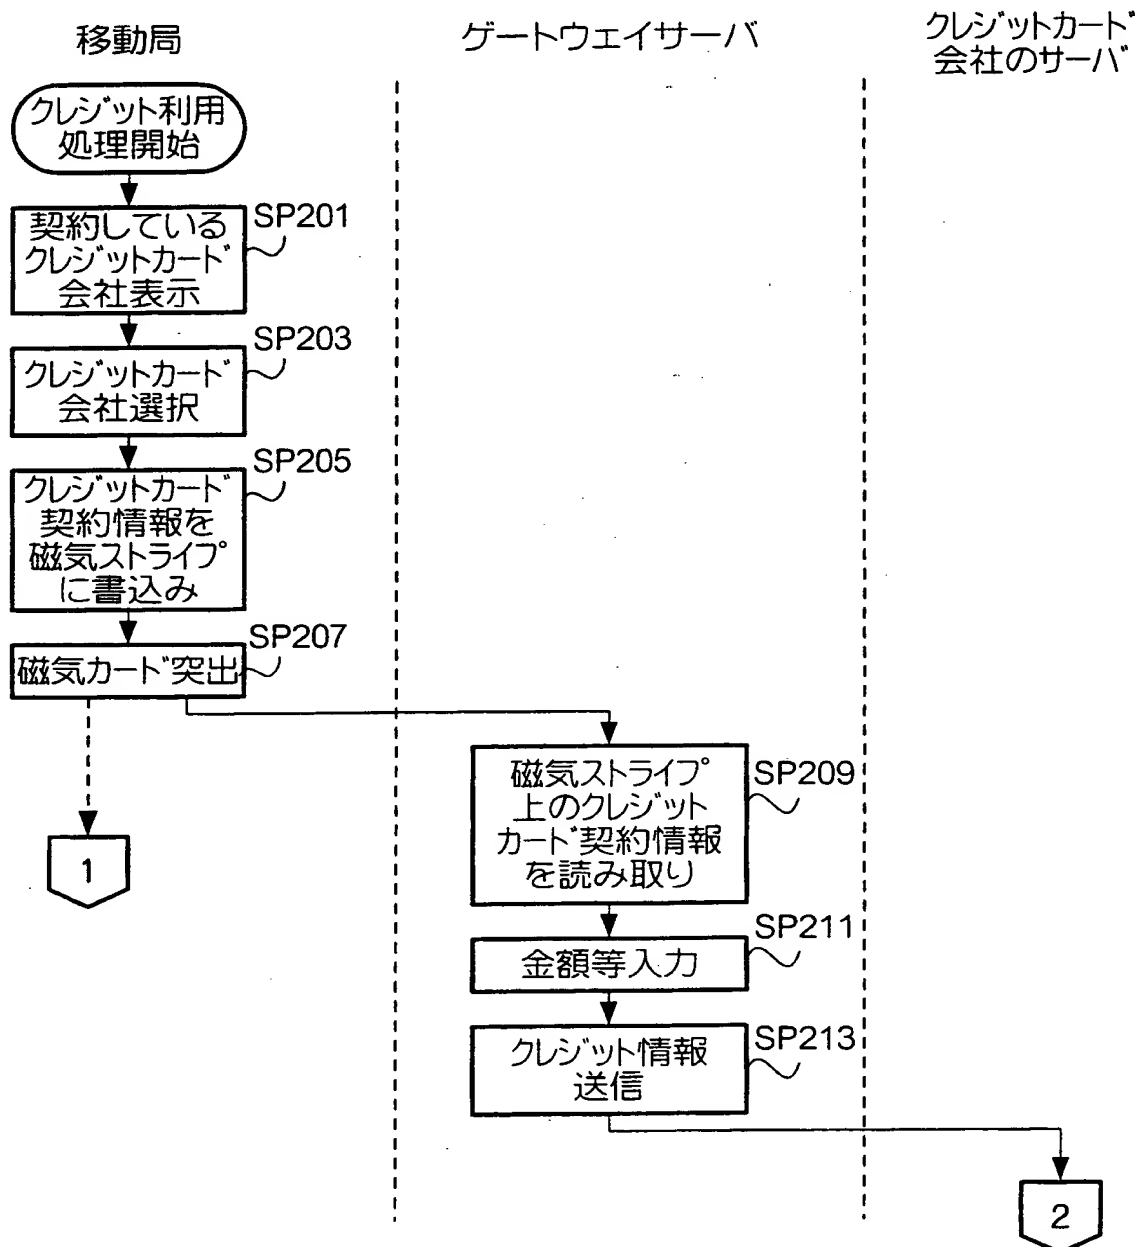 移動局
ゲートウェイサーバ
クレジットカード
会社のサーバ
クレジット利用
処理開始
契約している
クレジットカード
会社表示
SP201
クレジットカード
会社選択
SP203
クレジットカード
契約情報を
磁気ストライプ
に書込み
SP205
磁気カード突出
SP207
1
磁気ストライプ
上のクレジット
カード契約情報
を読み取り
SP209
金額等入力
SP211
クレジット情報
送信
SP213
2